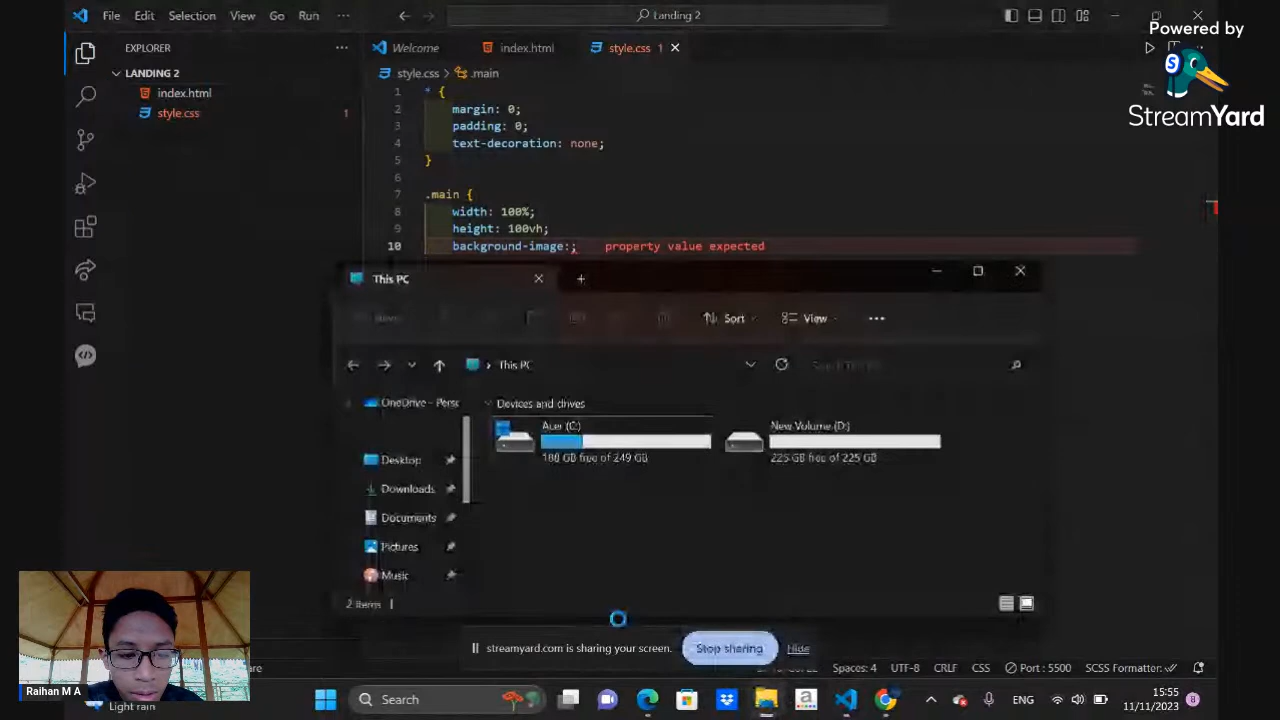 File Edit Selection View Go Run ···
Landing 2
Powered by
StreamYard
EXPLORER
Welcome
index.html
style.css 1
LANDING 2
style.css > .main
index.html
style.css 1
1 * {
2 margin: 0;
3 padding: 0;
4 text-decoration: none;
5 }
6
7 .main {
8 width: 100%;
9 height: 100vh;
10 background-image:; property value expected
This PC
Sort View ···
This PC
OneDrive - Persc
Devices and drives
Acer (C:)
188 GB free of 249 GB
New Volume (D:)
225 GB free of 225 GB
Desktop
Downloads
Documents
Pictures
Music
2 items
streamyard.com is sharing your screen. Stop sharing Hide
Spaces: 4 UTF-8 CRLF CSS Port : 5500 SCSS Formatter:
Raihan M A
Light rain
Search
ENG
15:55
11/11/2023
8